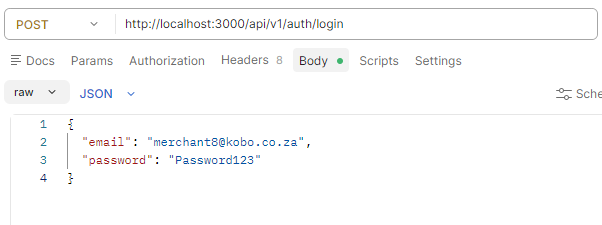 POST http://localhost:3000/api/v1/auth/login
Docs Params Authorization Headers 8 Body Scripts Settings
raw JSON Sche
1 {
2 "email": "merchant8@kobo.co.za",
3 "password": "Password123"
4 }